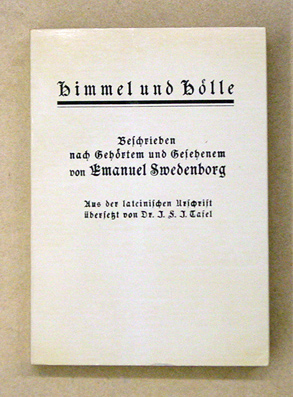 Himmel und Hölle
Beschrieben
nach Gehörtem und Gesehenem
von Emanuel Swedenborg
Aus der lateinischen Urschrift
übersetzt von Dr. J. F. J. Tafel